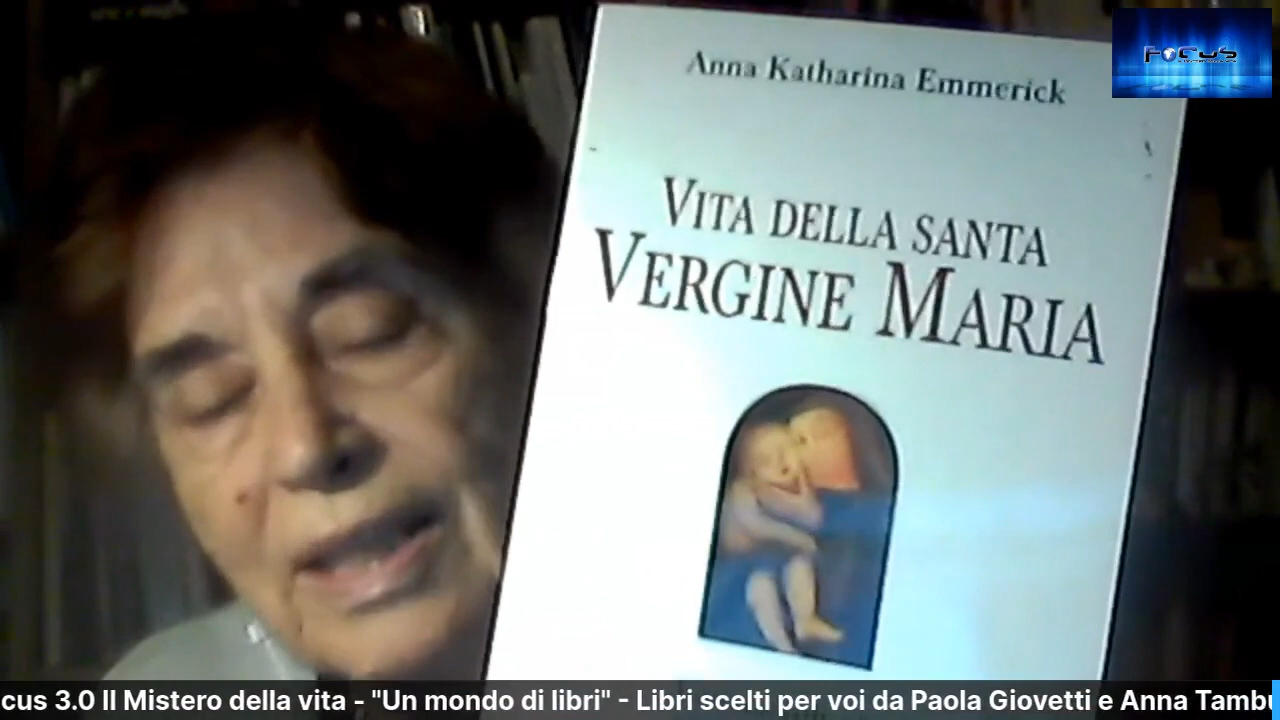 Anna Katharina Emmerick
FOCUS
VITA DELLA SANTA
VERGINE MARIA
cus 3.0 Il Mistero della vita - "Un mondo di libri" - Libri scelti per voi da Paola Giovetti e Anna Tambu